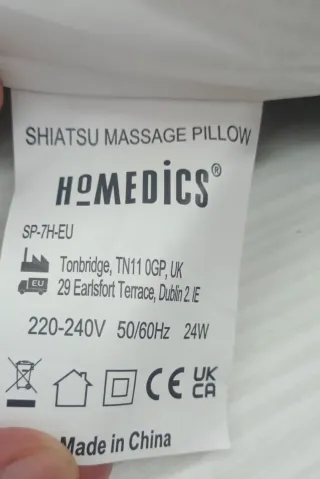 SHIATSU MASSAGE PILLOW
HoMEDiCS®
SP-7H-EU
Tonbridge, TN11 0GP, UK
EU
29 Earlsfort Terrace, Dublin 2. IE
220-240V 50/60Hz 24W
CE UK
CA
Made in China